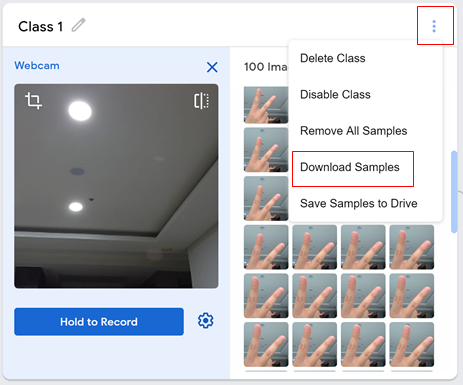 Class 1
Webcam
100 Ima
Delete Class
Disable Class
Remove All Samples
Download Samples
Save Samples to Drive
Hold to Record